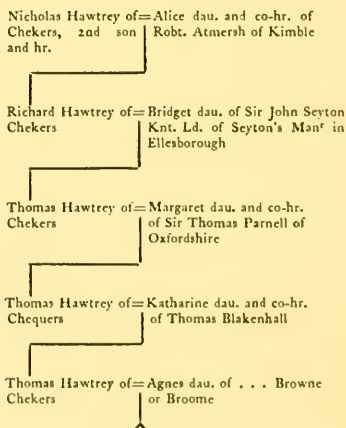 Nicholas Hawtrey of = Alice dau. and co-hr. of
Chekers, 2nd son Robt. Atmersh of Kimble
and hr.
Richard Hawtrey of = Bridget dau. of Sir John Seyton
Chekers Knt. Ld. of Seyton's Manr in
Ellesborough
Thomas Hawtrey of = Margaret dau. and co-hr.
Chekers of Sir Thomas Parnell of
Oxfordshire
Thomas Hawtrey of = Katharine dau. and co-hr.
Chequers of Thomas Blakenhall
Thomas Hawtrey of = Agnes dau. of . . . Browne
Chekers or Broome